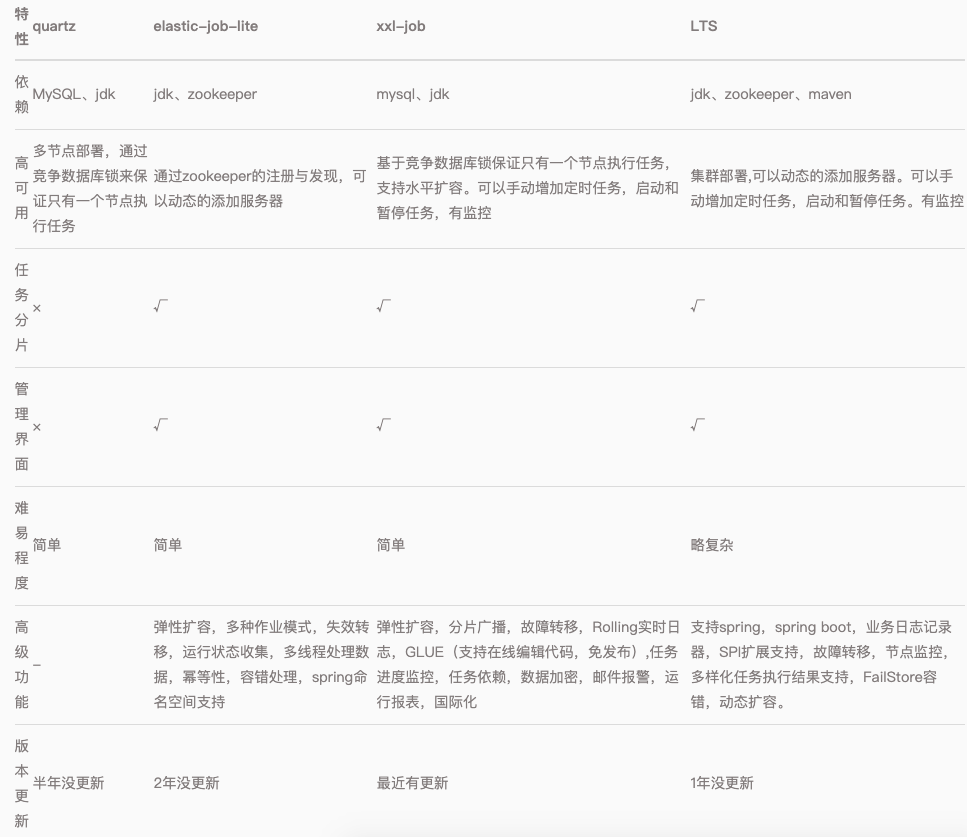 特性 quartz elastic-job-lite xxl-job LTS
依赖 MySQL、jdk jdk、zookeeper mysql、jdk jdk、zookeeper、maven
高可用
多节点部署，通过
竞争数据库锁来保
证只有一个节点执
行任务
通过zookeeper的注册与发现，可
以动态的添加服务器
基于竞争数据库锁保证只有一个节点执行任务，
支持水平扩容。可以手动增加定时任务，启动和
暂停任务，有监控
集群部署,可以动态的添加服务器。可以手
动增加定时任务，启动和暂停任务。有监控
任务分片 × √ √ √
管理界面 × √ √ √
难易程度 简单 简单 简单 略复杂
高级功能 –
弹性扩容，多种作业模式，失效转
移，运行状态收集，多线程处理数
据，幂等性，容错处理，spring命
名空间支持
弹性扩容，分片广播，故障转移，Rolling实时日
志，GLUE（支持在线编辑代码，免发布）,任务
进度监控，任务依赖，数据加密，邮件报警，运
行报表，国际化
支持spring，spring boot，业务日志记录
器，SPI扩展支持，故障转移，节点监控，
多样化任务执行结果支持，FailStore容
错，动态扩容。
版本更新 半年没更新 2年没更新 最近有更新 1年没更新